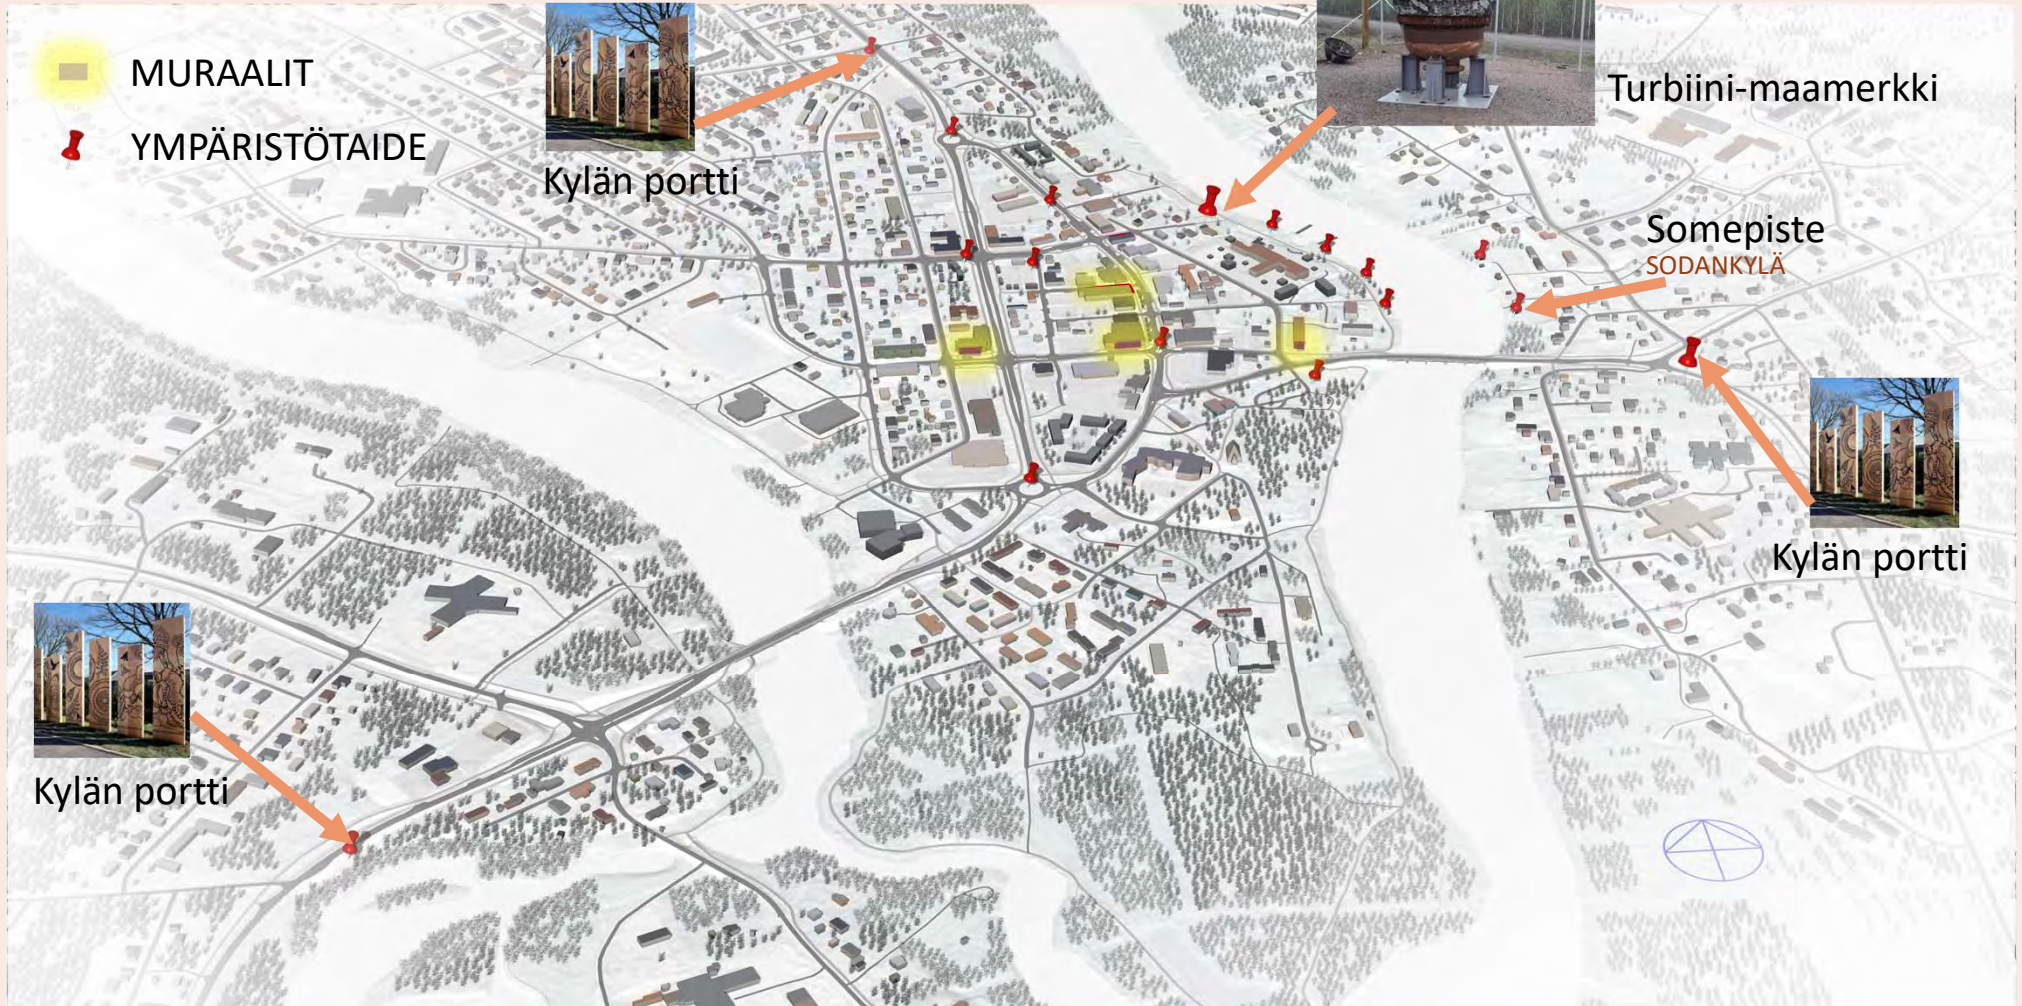 MURAALIT
YMPÄRISTÖTAIDE
Kylän portti
Turbiini-maamerkki
Somepiste
SODANKYLÄ
Kylän portti
Kylän portti